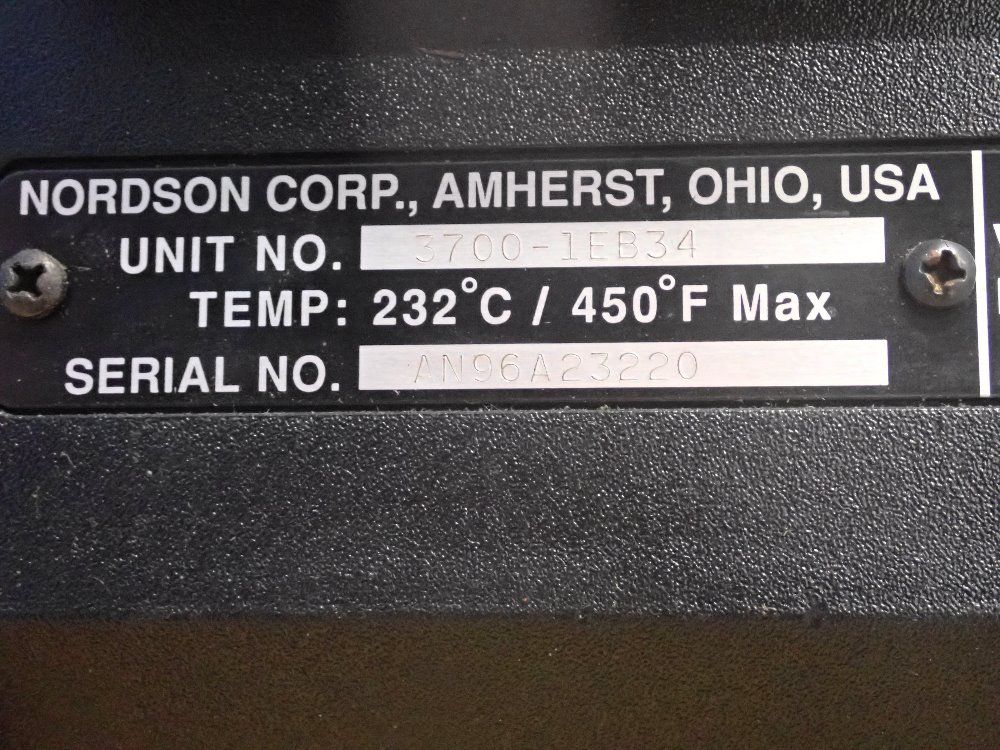 NORDSON CORP., AMHERST, OHIO, USA
UNIT NO. 3700-1EB34
TEMP: 232°C / 450°F Max
SERIAL NO. AN96A23220